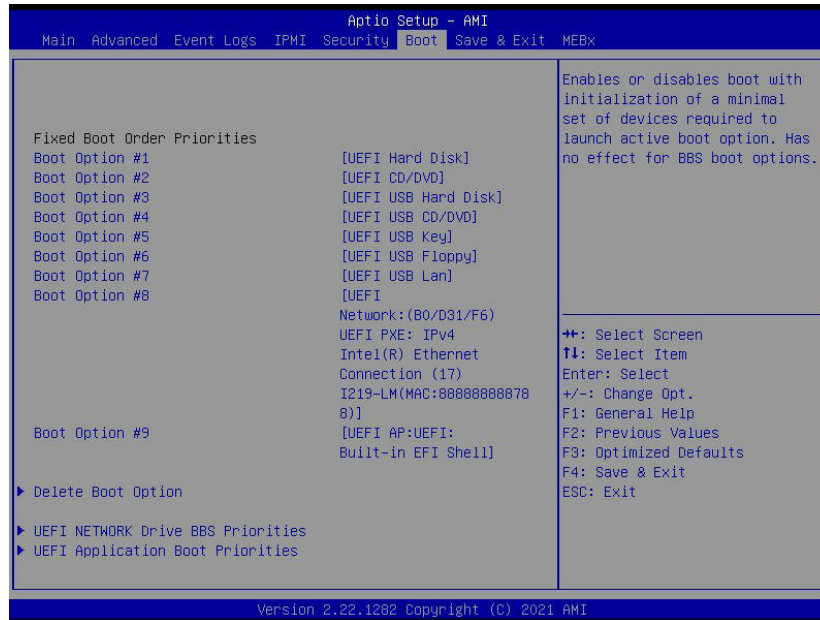 Aptio Setup – AMI
Main Advanced Event Logs IPMI Security Boot Save & Exit MEBx
Fixed Boot Order Priorities
Boot Option #1 [UEFI Hard Disk]
Boot Option #2 [UEFI CD/DVD]
Boot Option #3 [UEFI USB Hard Disk]
Boot Option #4 [UEFI USB CD/DVD]
Boot Option #5 [UEFI USB Key]
Boot Option #6 [UEFI USB Floppy]
Boot Option #7 [UEFI USB Lan]
Boot Option #8 [UEFI
Network:(B0/D31/F6)
UEFI PXE: IPv4
Intel(R) Ethernet
Connection (17)
I219-LM(MAC:88888888878
8)]
Boot Option #9 [UEFI AP:UEFI:
Built-in EFI Shell]
▶ Delete Boot Option
▶ UEFI NETWORK Drive BBS Priorities
▶ UEFI Application Boot Priorities
Enables or disables boot with
initialization of a minimal
set of devices required to
launch active boot option. Has
no effect for BBS boot options.
→←: Select Screen
↑↓: Select Item
Enter: Select
+/-: Change Opt.
F1: General Help
F2: Previous Values
F3: Optimized Defaults
F4: Save & Exit
ESC: Exit
Version 2.22.1282 Copyright (C) 2021 AMI